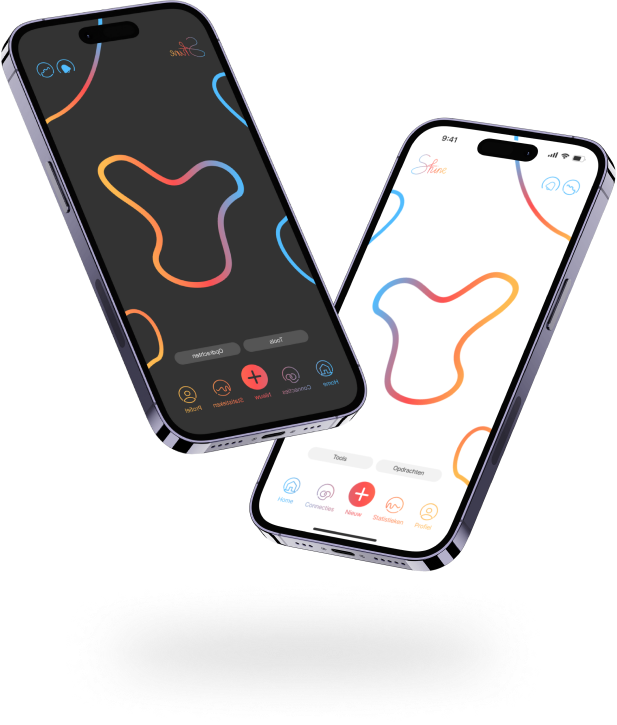 Shine
Tools
Opdrachten
Home
Connecties
Nieuw
Statistieken
Profiel
9:41
Shine
Tools
Opdrachten
Home
Connecties
Nieuw
Statistieken
Profiel